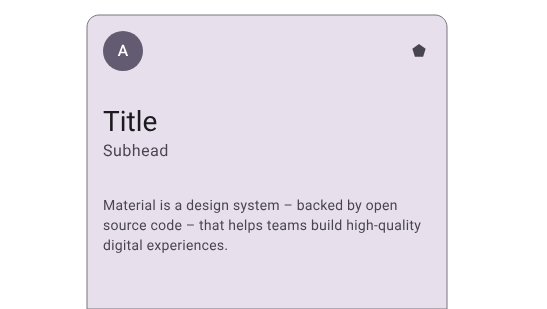 A
Title
Subhead
Material is a design system – backed by open
source code – that helps teams build high-quality
digital experiences.